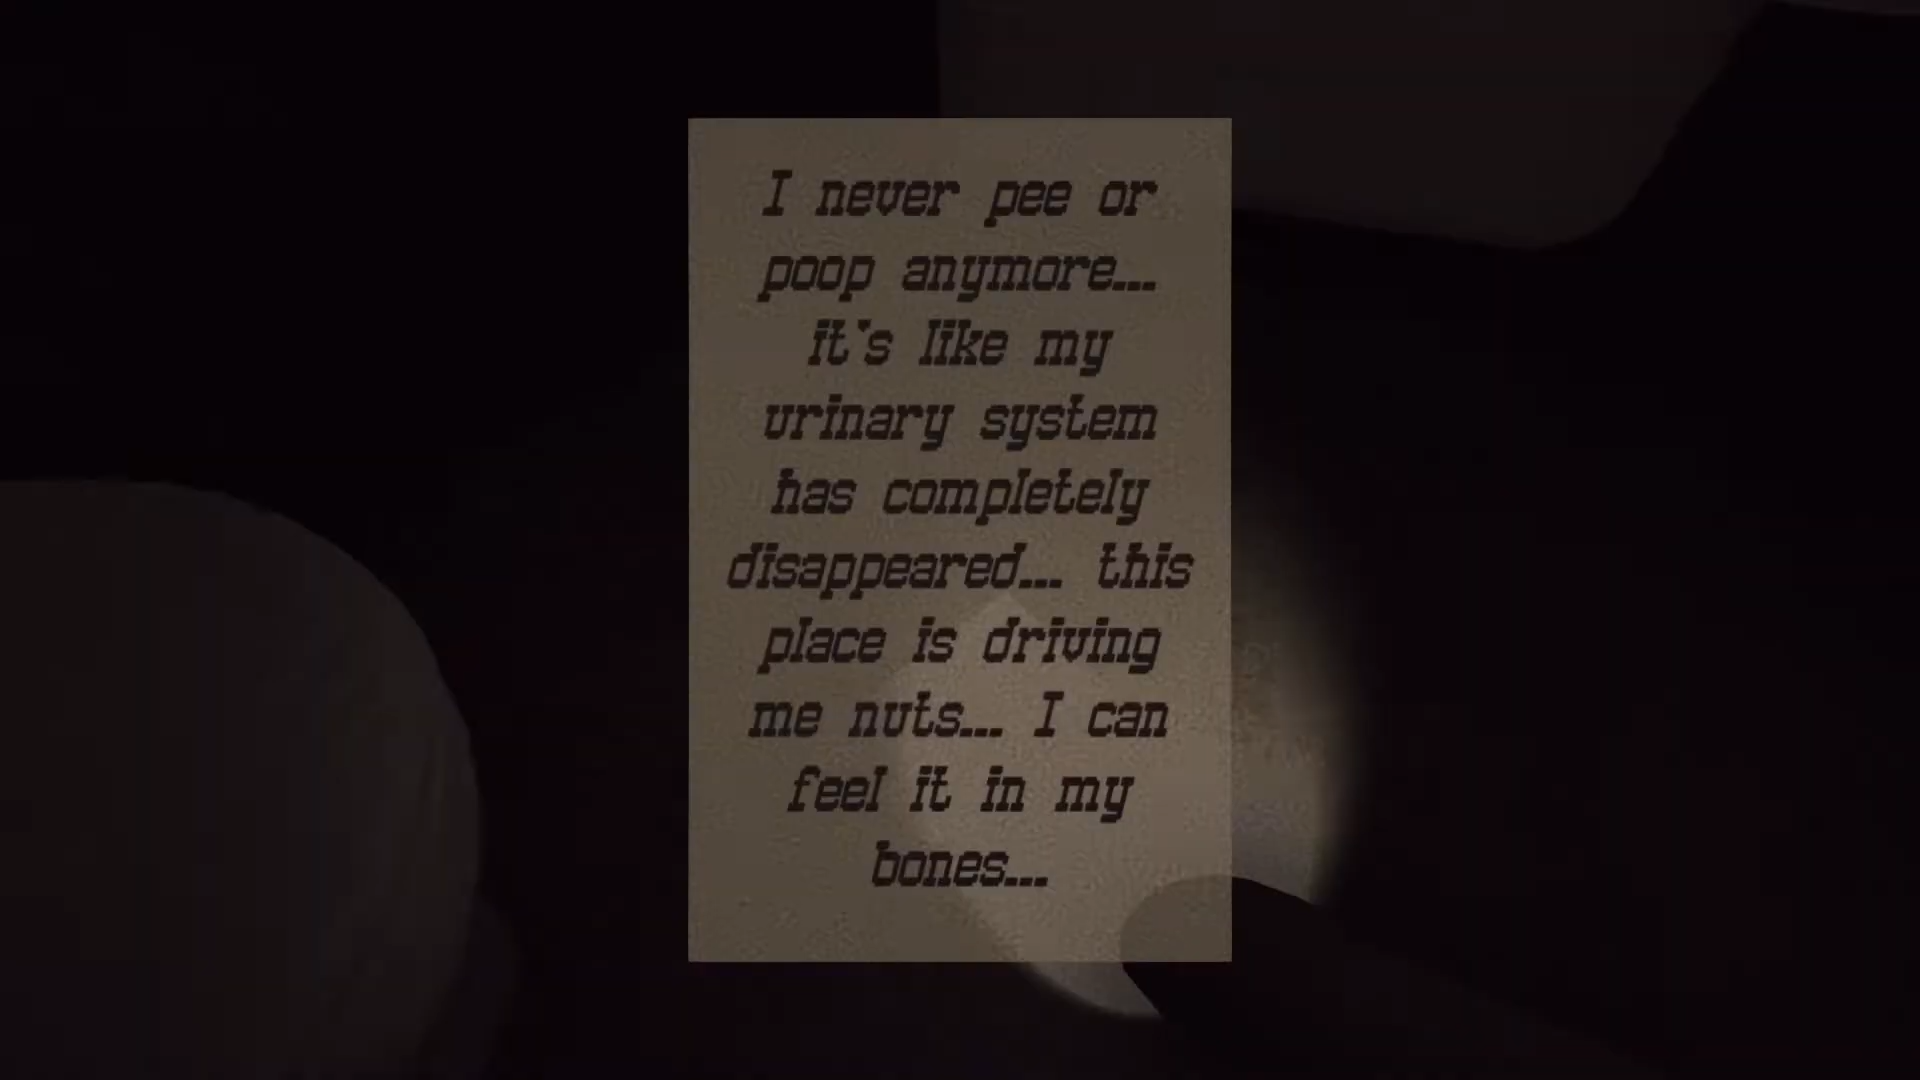 I never pee or
poop anymore...
it's like my
urinary system
has completely
disappeared... this
place is driving
me nuts... I can
feel it in my
bones...